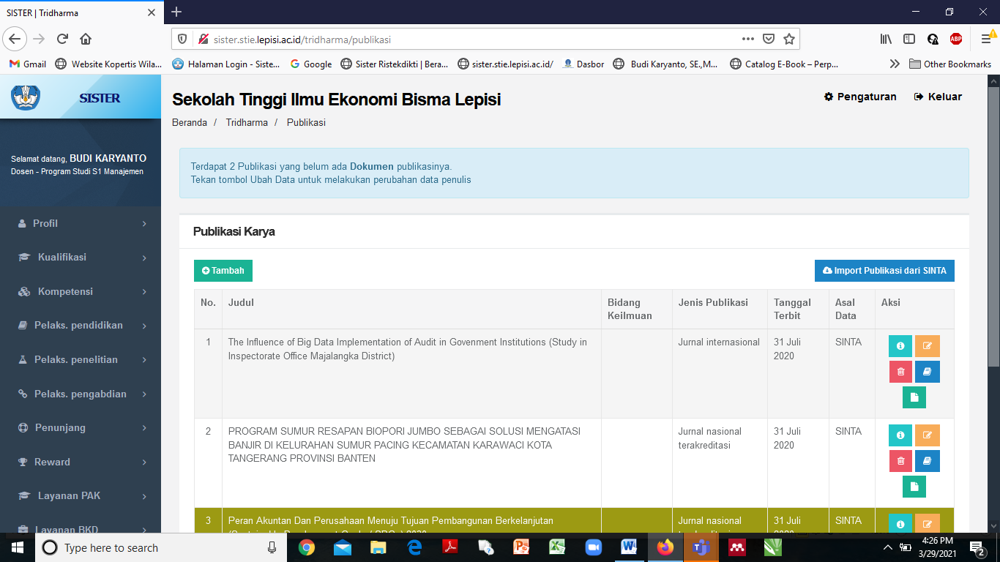 SISTER | Tridharma
sister.stie.lepisi.ac.id/tridharma/publikasi
Gmail
Website Kopertis Wila...
Halaman Login - Siste...
Google
Sister Ristekdikti | Bera...
sister.stie.lepisi.ac.id/
Dasbor
Budi Karyanto, SE.,M...
Catalog E-Book – Perp...
Other Bookmarks
SISTER
Sekolah Tinggi Ilmu Ekonomi Bisma Lepisi
Pengaturan
Keluar
Beranda / Tridharma / Publikasi
Selamat datang, BUDI KARYANTO
Dosen - Program Studi S1 Manajemen
Terdapat 2 Publikasi yang belum ada Dokumen publikasinya.
Tekan tombol Ubah Data untuk melakukan perubahan data penulis
Profil
Kualifikasi
Kompetensi
Pelaks. pendidikan
Pelaks. penelitian
Pelaks. pengabdian
Penunjang
Reward
Layanan PAK
Layanan BKD
Publikasi Karya
Tambah
Import Publikasi dari SINTA
No.
Judul
Bidang
Keilmuan
Jenis Publikasi
Tanggal
Terbit
Asal
Data
Aksi
1
The Influence of Big Data Implementation of Audit in Govenment Institutions (Study in
Inspectorate Office Majalangka District)
Jurnal internasional
31 Juli
2020
SINTA
2
PROGRAM SUMUR RESAPAN BIOPORI JUMBO SEBAGAI SOLUSI MENGATASI
BANJIR DI KELURAHAN SUMUR PACING KECAMATAN KARAWACI KOTA
TANGERANG PROVINSI BANTEN
Jurnal nasional
terakreditasi
31 Juli
2020
SINTA
3
Peran Akuntan Dan Perusahaan Menuju Tujuan Pembangunan Berkelanjutan
Jurnal nasional
31 Juli
SINTA
Type here to search
4:26 PM
3/29/2021
2